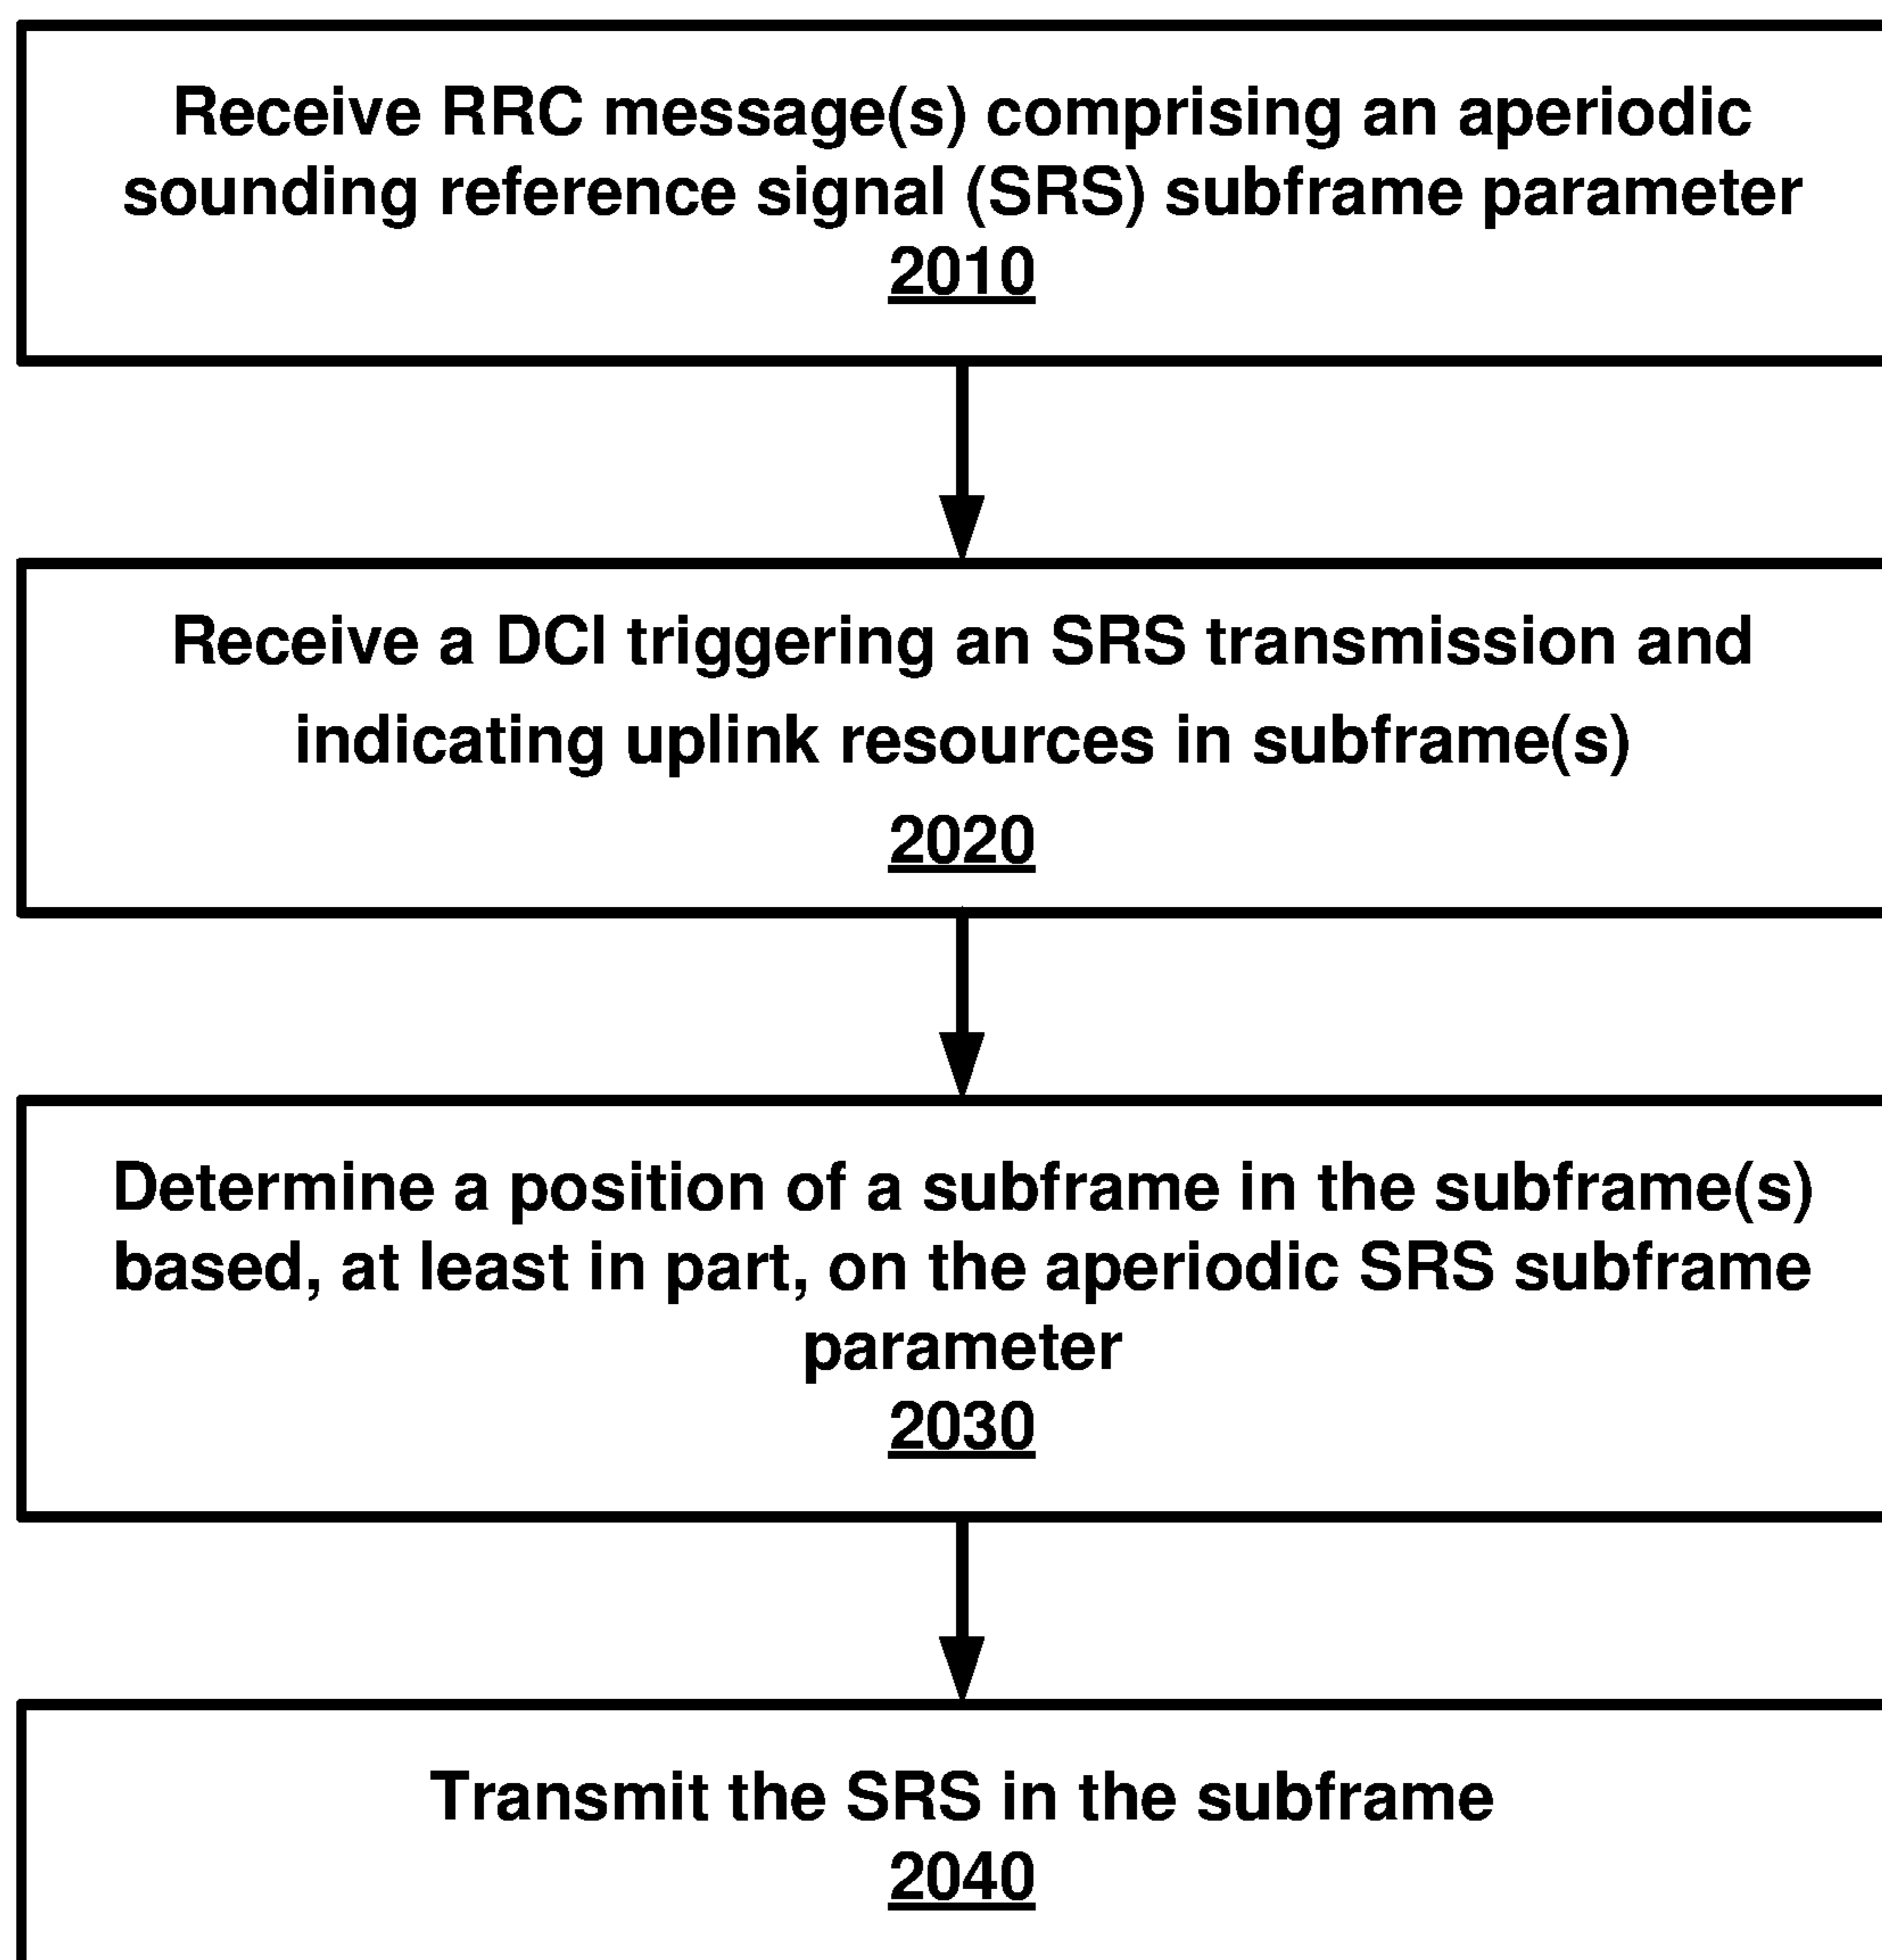 Receive RRC message(s) comprising an aperiodic
sounding reference signal (SRS) subframe parameter
2010
Receive a DCI triggering an SRS transmission and
indicating uplink resources in subframe(s)
2020
Determine a position of a subframe in the subframe(s)
based, at least in part, on the aperiodic SRS subframe
parameter
2030
Transmit the SRS in the subframe
2040